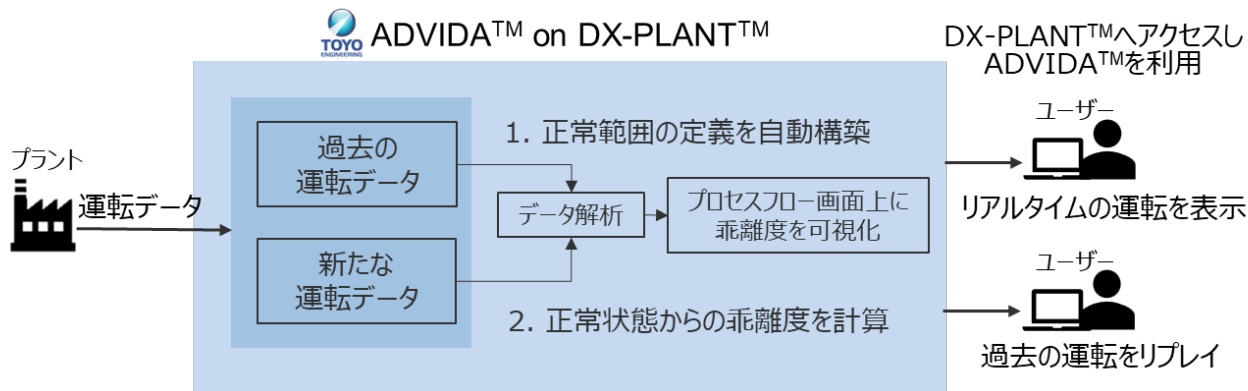 TOYO
ENGINEERING
ADVIDA™ on DX-PLANT™
DX-PLANT™へアクセスし
ADVIDA™を利用
プラント
運転データ
過去の
運転データ
新たな
運転データ
1. 正常範囲の定義を自動構築
データ解析
プロセスフロー画面上に
乖離度を可視化
2. 正常状態からの乖離度を計算
ユーザー
リアルタイムの運転を表示
ユーザー
過去の運転をリプレイ